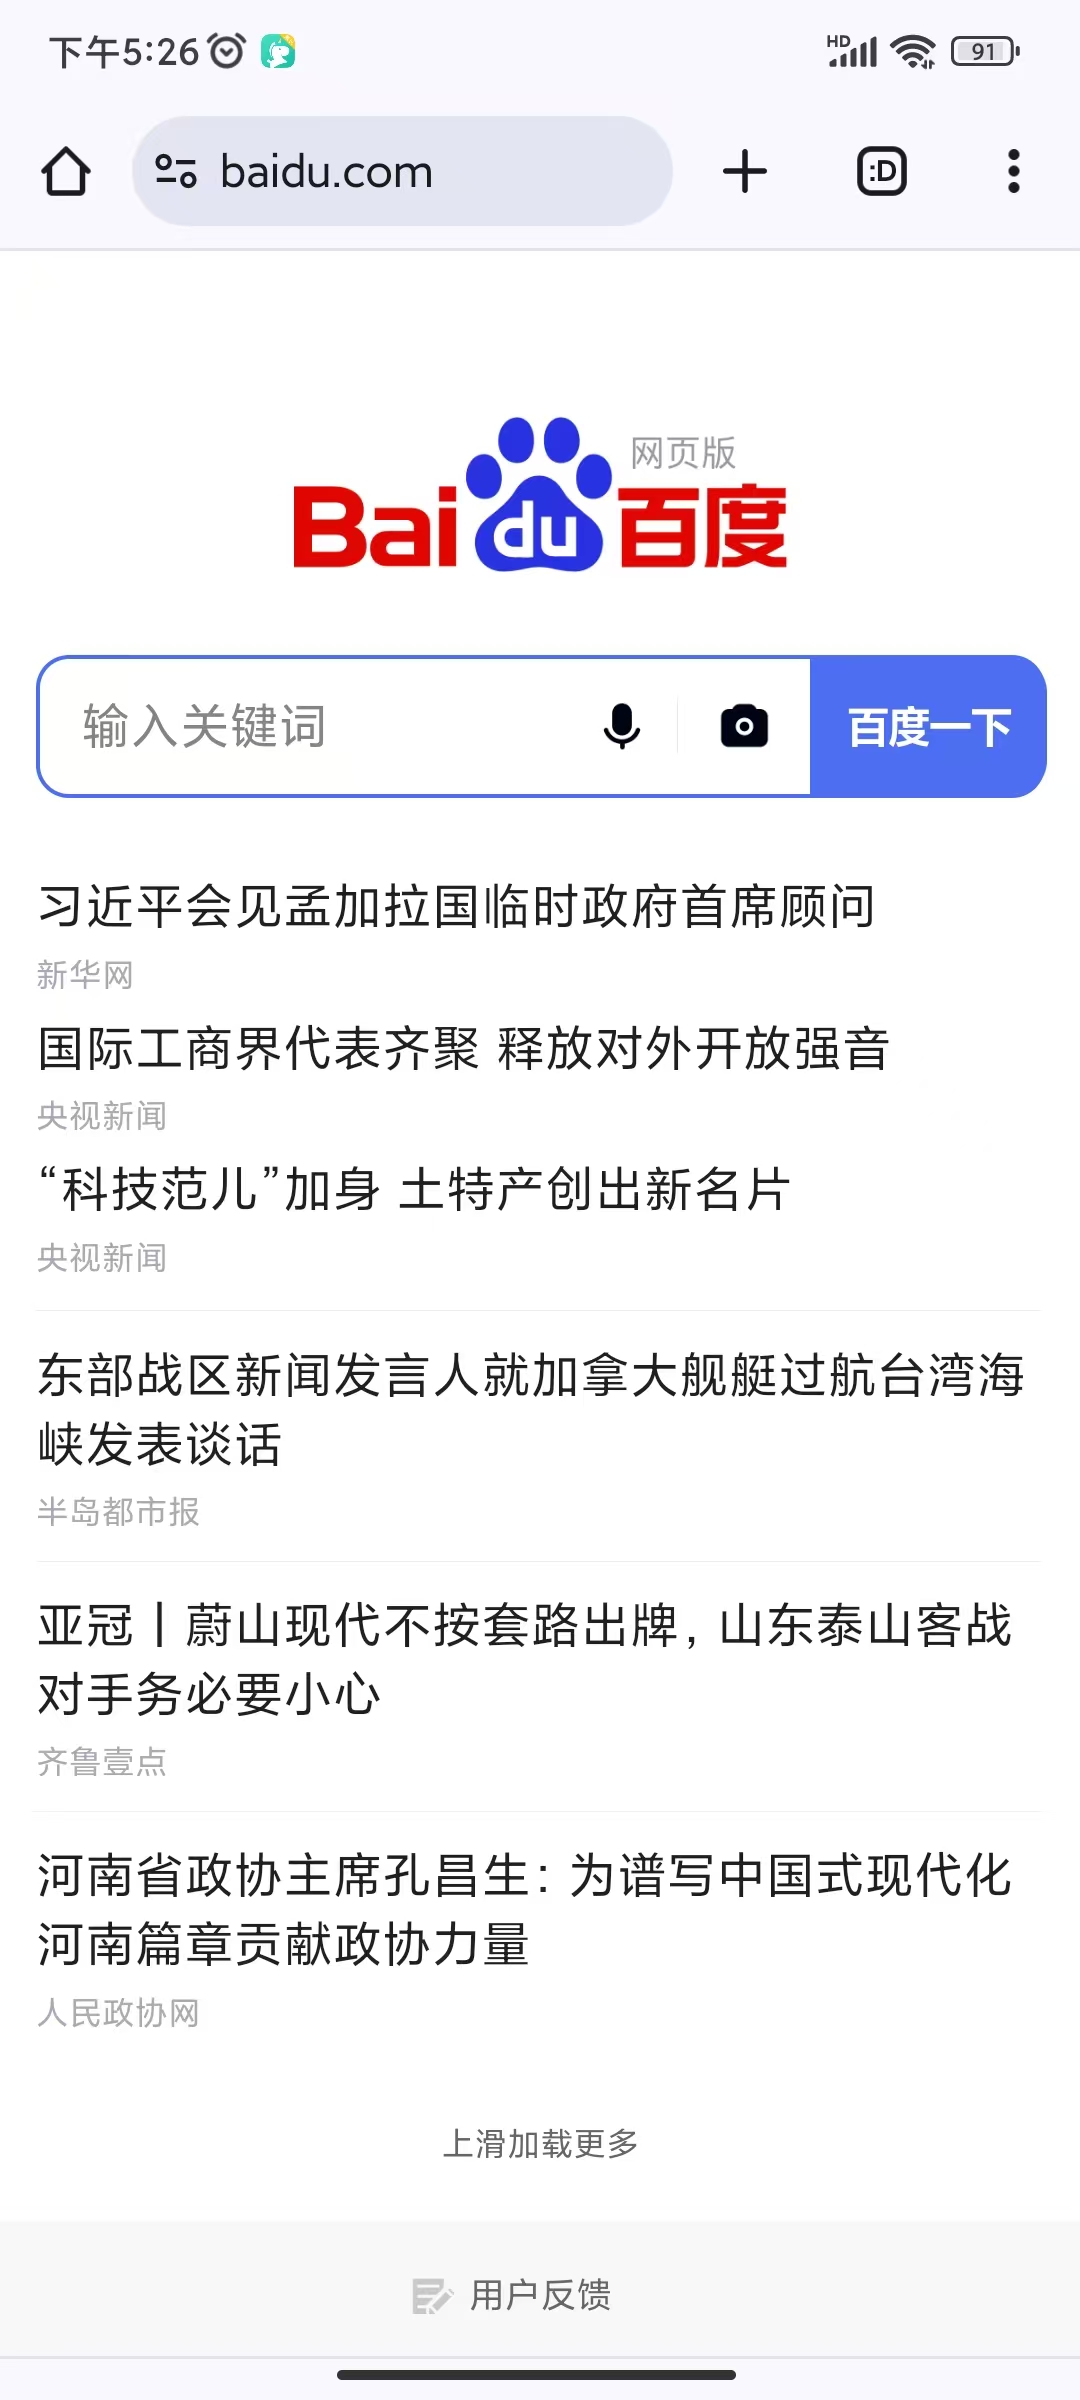 下午5:26
HD
91
baidu.com
:D
网页版
Bai du 百度
输入关键词
百度一下
习近平会见孟加拉国临时政府首席顾问
新华网
国际工商界代表齐聚 释放对外开放强音
央视新闻
“科技范儿”加身 土特产创出新名片
央视新闻
东部战区新闻发言人就加拿大舰艇过航台湾海
峡发表谈话
半岛都市报
亚冠丨蔚山现代不按套路出牌，山东泰山客战
对手务必要小心
齐鲁壹点
河南省政协主席孔昌生：为谱写中国式现代化
河南篇章贡献政协力量
人民政协网
上滑加载更多
用户反馈